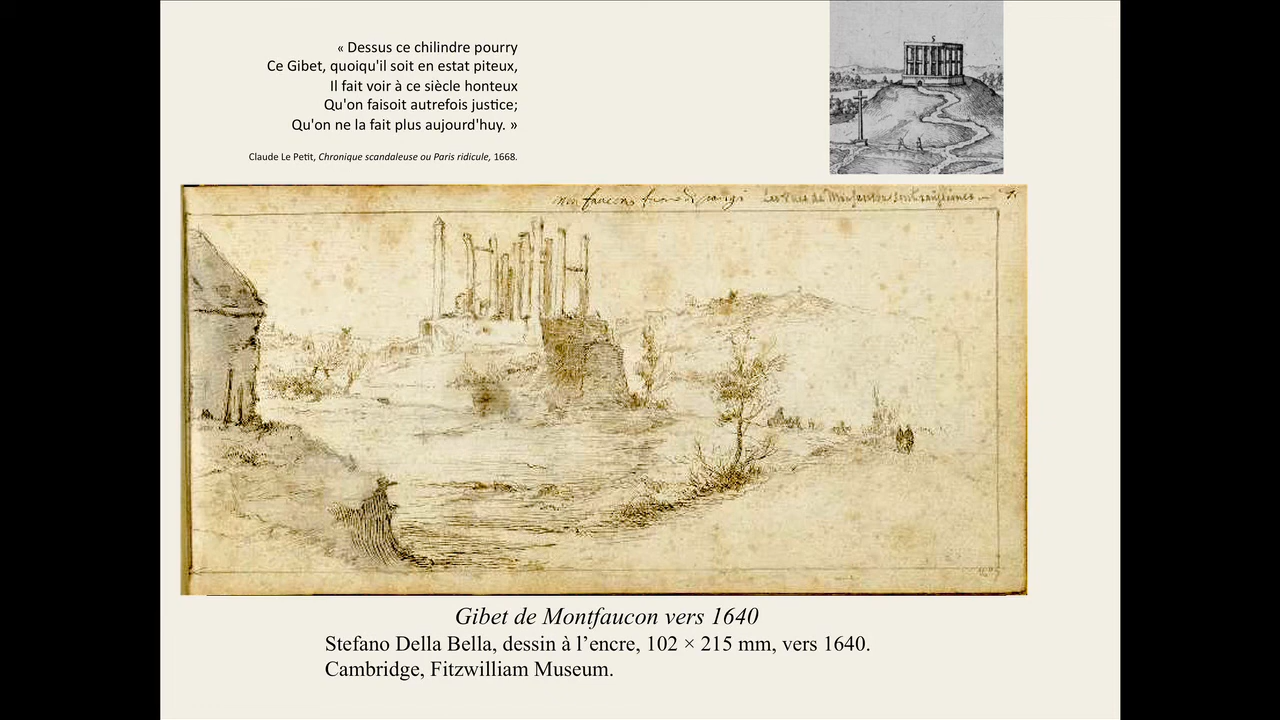 « Dessus ce chilindre pourry
Ce Gibet, quoiqu'il soit en estat piteux,
Il fait voir à ce siècle honteux
Qu'on faisoit autrefois justice;
Qu'on ne la fait plus aujourd'huy. »
Claude Le Petit, Chronique scandaleuse ou Paris ridicule, 1668.
Gibet de Montfaucon vers 1640
Stefano Della Bella, dessin à l’encre, 102 × 215 mm, vers 1640.
Cambridge, Fitzwilliam Museum.